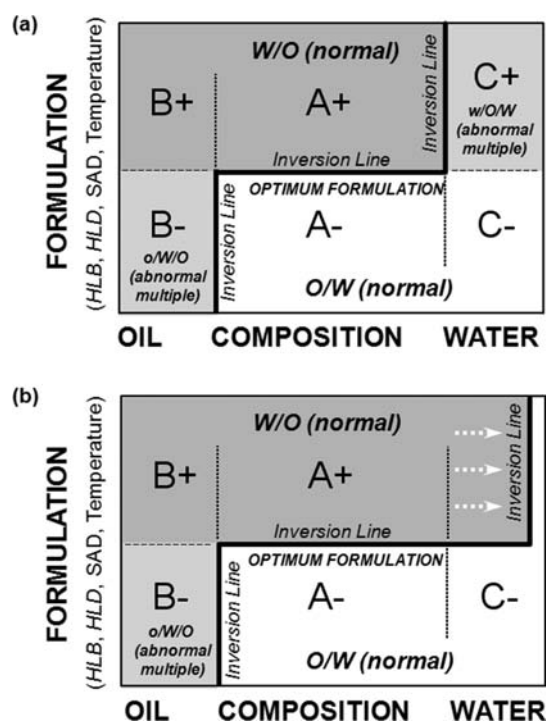 (a)
FORMULATION
(HLB, HLD, SAD, Temperature)
W/O (normal)
B+
A+
Inversion Line
C+
w/O/W
(abnormal
multiple)
Inversion Line
OPTIMUM FORMULATION
B-
o/W/O
(abnormal
multiple)
Inversion Line
A-
C-
O/W (normal)
OIL COMPOSITION WATER
(b)
FORMULATION
(HLB, HLD, SAD, Temperature)
W/O (normal)
B+
A+
Inversion Line
Inversion Line
OPTIMUM FORMULATION
B-
o/W/O
(abnormal
multiple)
Inversion Line
A-
C-
O/W (normal)
OIL COMPOSITION WATER